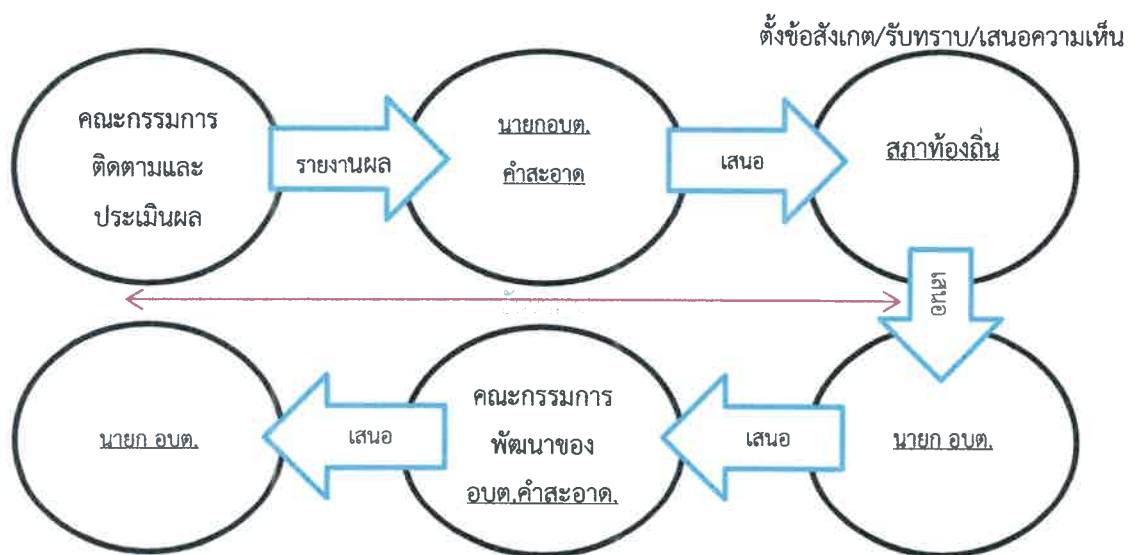 ตั้งข้อสังเกต/รับทราบ/เสนอความเห็น
คณะกรรมการ
ติดตามและ
ประเมินผล
รายงานผล
นายกอบต.
คำสะอาด
เสนอ
สภาท้องถิ่น
เสนอ
นายก อบต.
เสนอ
คณะกรรมการ
พัฒนาของ
อบต.คำสะอาด.
เสนอ
นายก อบต.